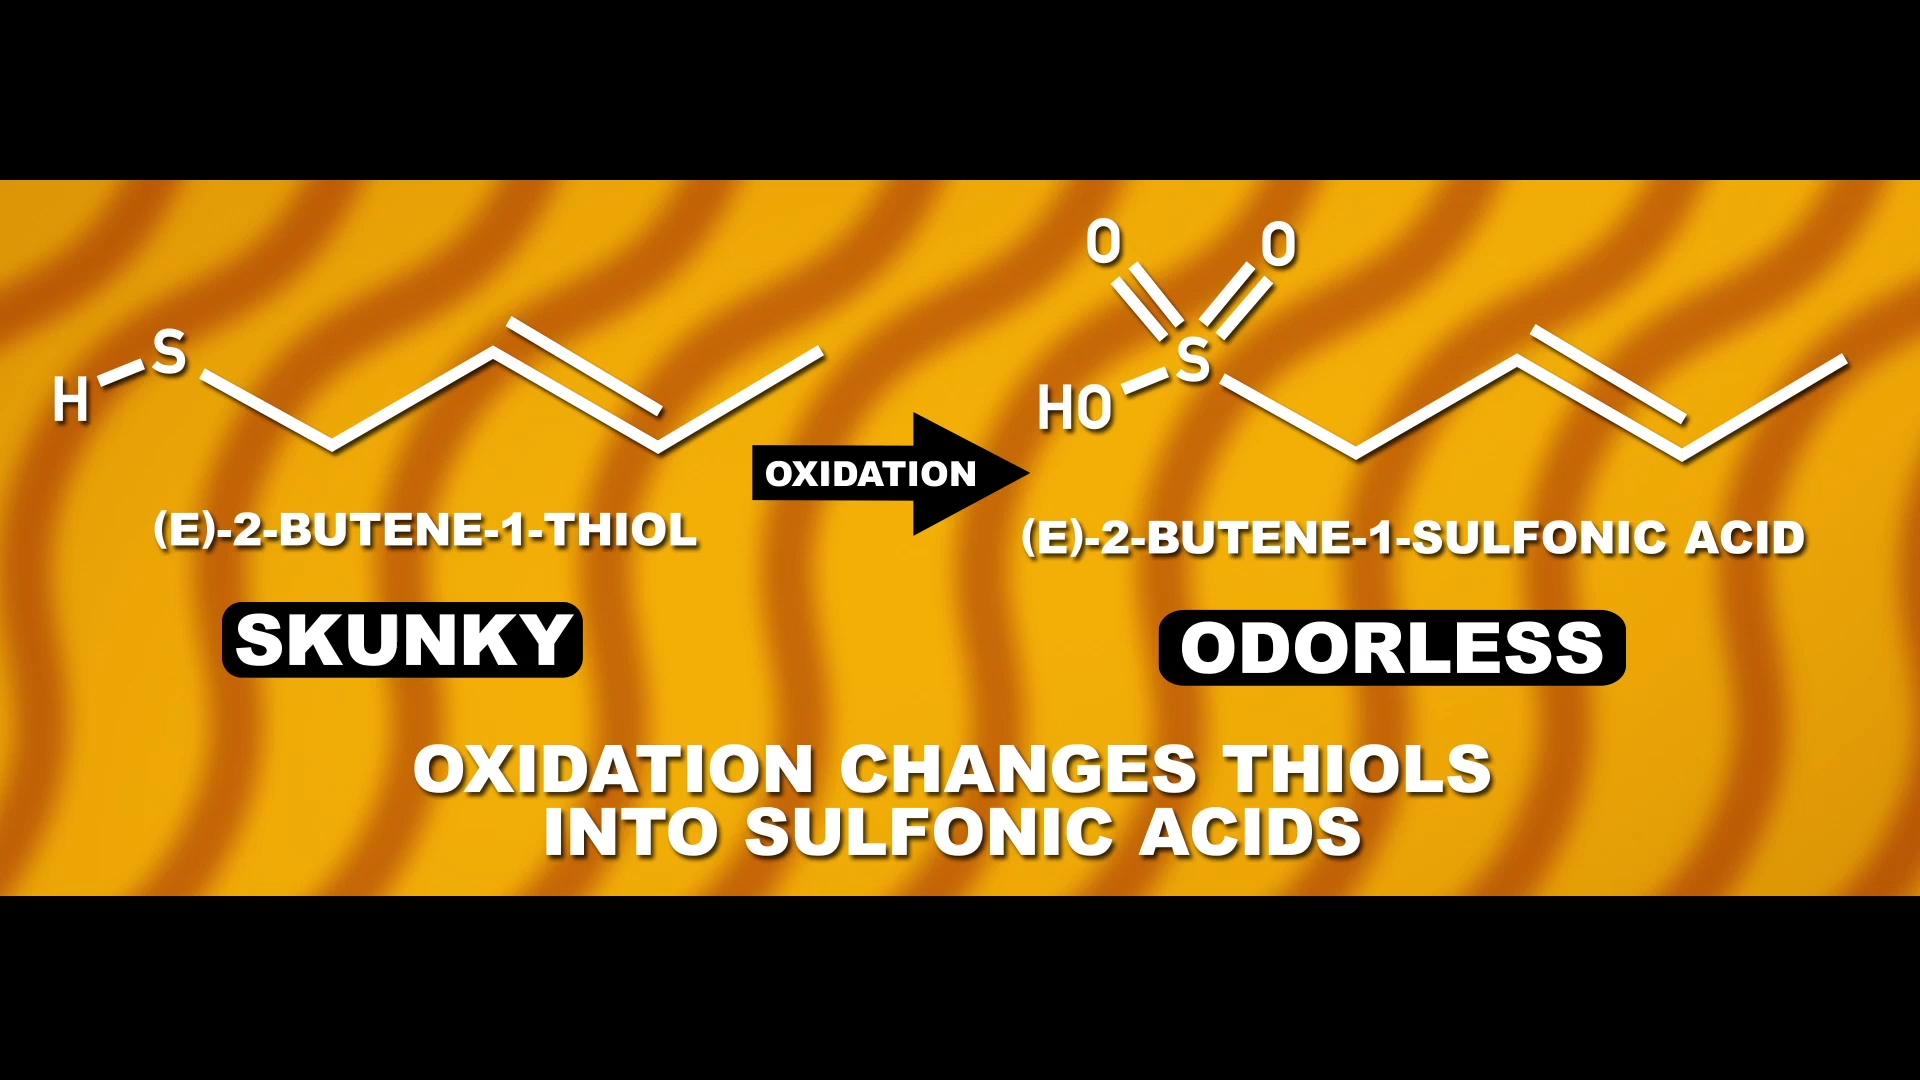 O O
S
H
S
HO
OXIDATION
(E)-2-BUTENE-1-THIOL
(E)-2-BUTENE-1-SULFONIC ACID
SKUNKY
ODORLESS
OXIDATION CHANGES THIOLS
INTO SULFONIC ACIDS